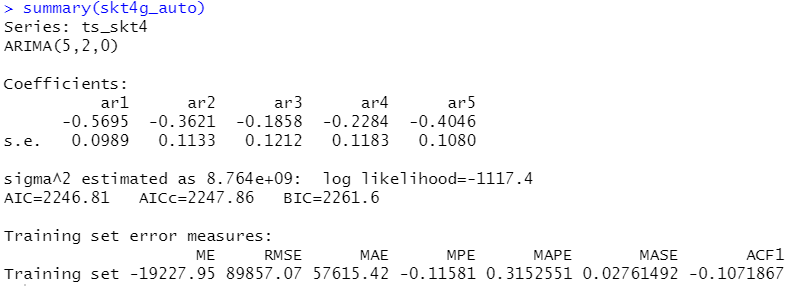 > summary(skt4g_auto)
Series: ts_skt4
ARIMA(5,2,0)

Coefficients:
          ar1      ar2      ar3      ar4      ar5
      -0.5695  -0.3621  -0.1858  -0.2284  -0.4046
s.e.   0.0989   0.1133   0.1212   0.1183   0.1080

sigma^2 estimated as 8.764e+09:  log likelihood=-1117.4
AIC=2246.81   AICc=2247.86   BIC=2261.6

Training set error measures:
                    ME     RMSE      MAE      MPE      MAPE       MASE       ACF1
Training set -19227.95 89857.07 57615.42 -0.11581 0.3152551 0.02761492 -0.1071867